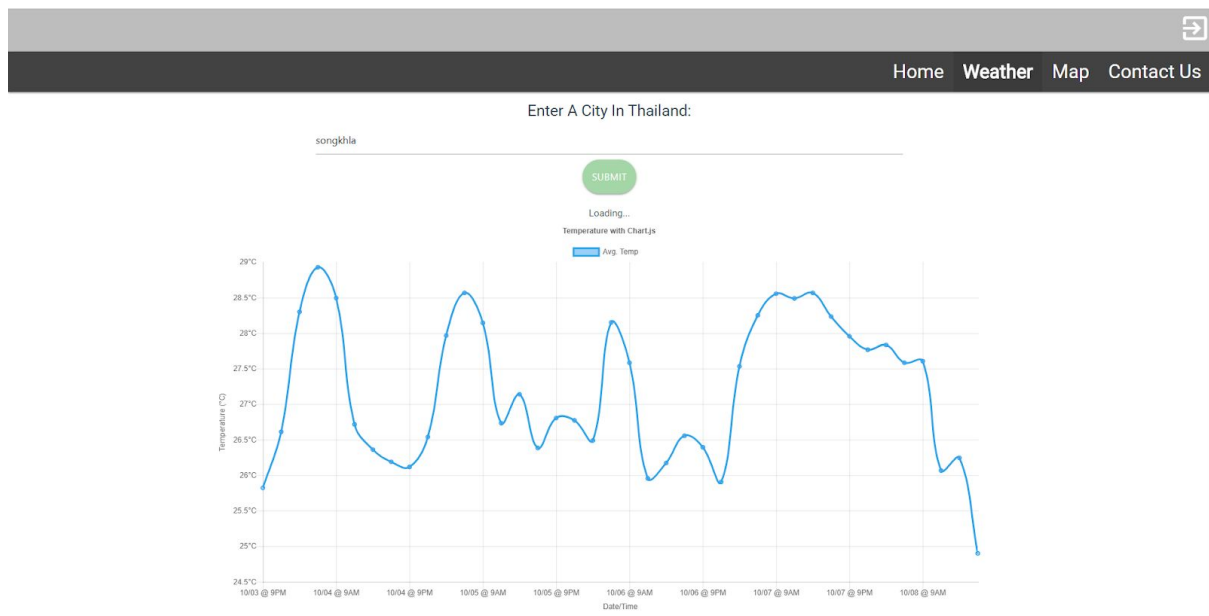 Home Weather Map Contact Us
Enter A City In Thailand:
songkhla
SUBMIT
Loading...
Temperature with Chart.js
Avg. Temp
29°C
28.5°C
28°C
27.5°C
27°C
26.5°C
26°C
25.5°C
25°C
24.5°C
Temperature (°C)
10/03 @ 9PM 10/04 @ 9AM 10/04 @ 9PM 10/05 @ 9AM 10/05 @ 9PM 10/06 @ 9AM 10/06 @ 9PM 10/07 @ 9AM 10/07 @ 9PM 10/08 @ 9AM
Date/Time